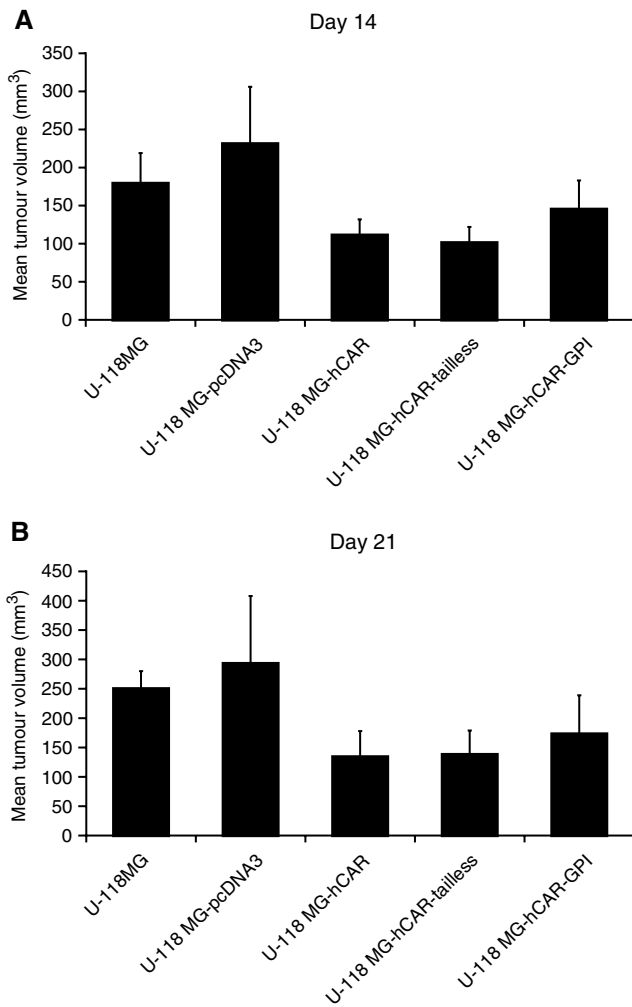 A
Day 14
Mean tumour volume (mm³)
350
300
250
200
150
100
50
0
U-118MG
U-118 MG-pcDNA3
U-118 MG-hCAR
U-118 MG-hCAR-tailless
U-118 MG-hCAR-GPI
B
Day 21
Mean tumour volume (mm³)
450
400
350
300
250
200
150
100
50
0
U-118MG
U-118 MG-pcDNA3
U-118 MG-hCAR
U-118 MG-hCAR-tailless
U-118 MG-hCAR-GPI